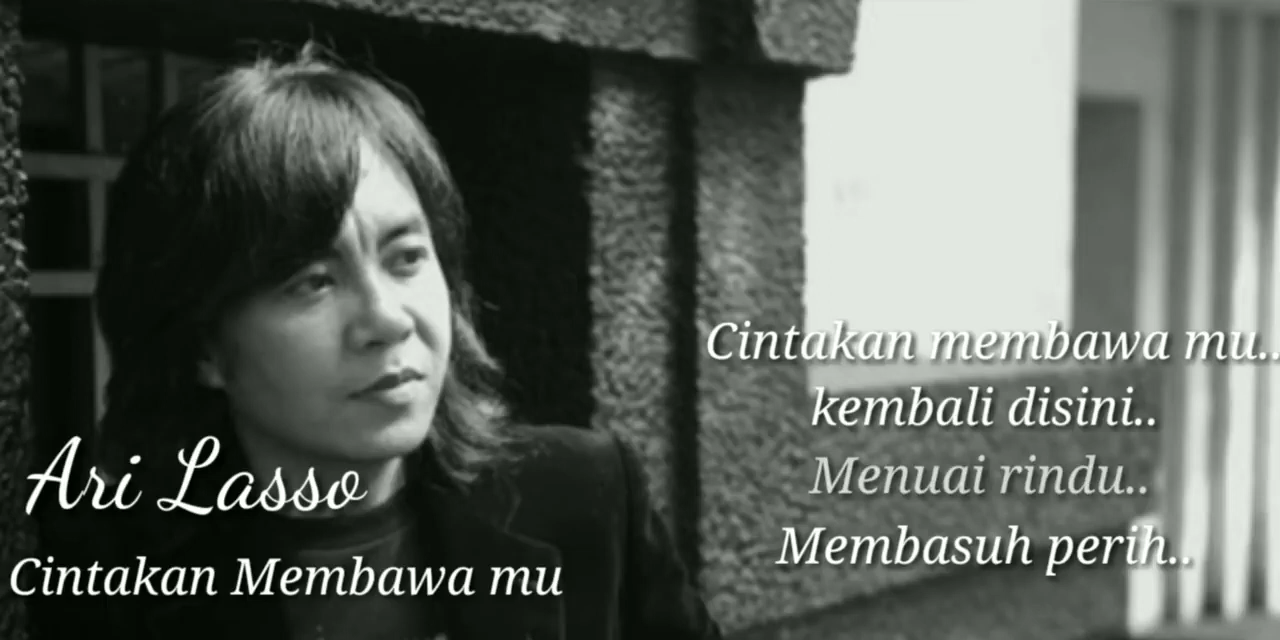 Ari Lasso
Cintakan Membawa mu
Cintakan membawa mu..
kembali disini..
Menuai rindu..
Membasuh perih..